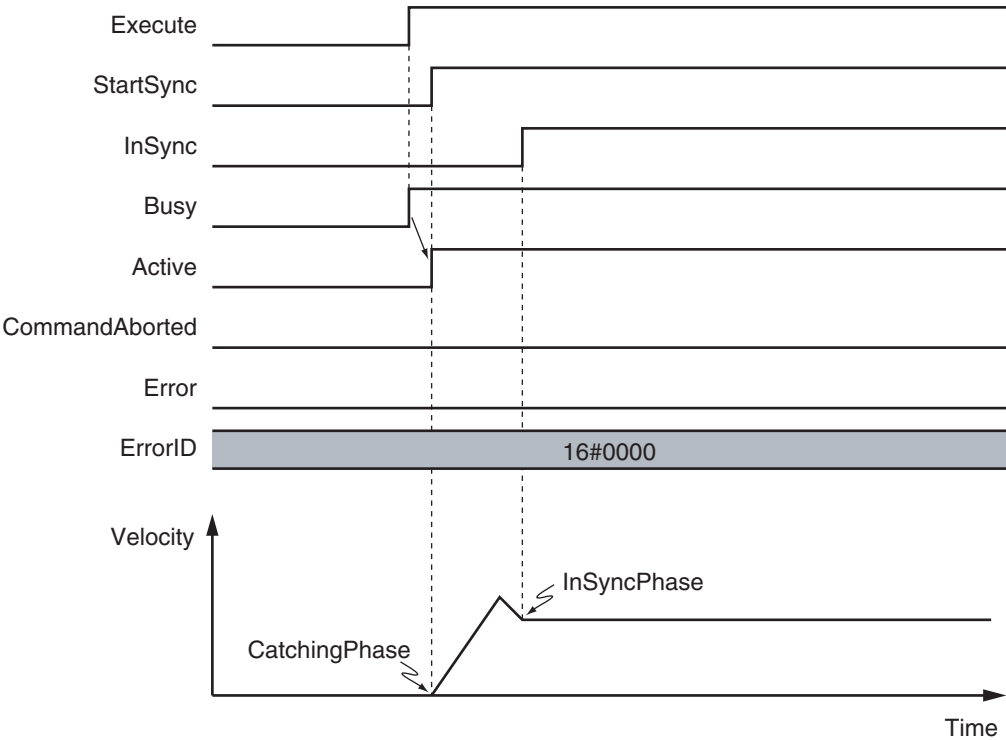 Execute
StartSync
InSync
Busy
Active
CommandAborted
Error
ErrorID
16#0000
Velocity
InSyncPhase
CatchingPhase
Time